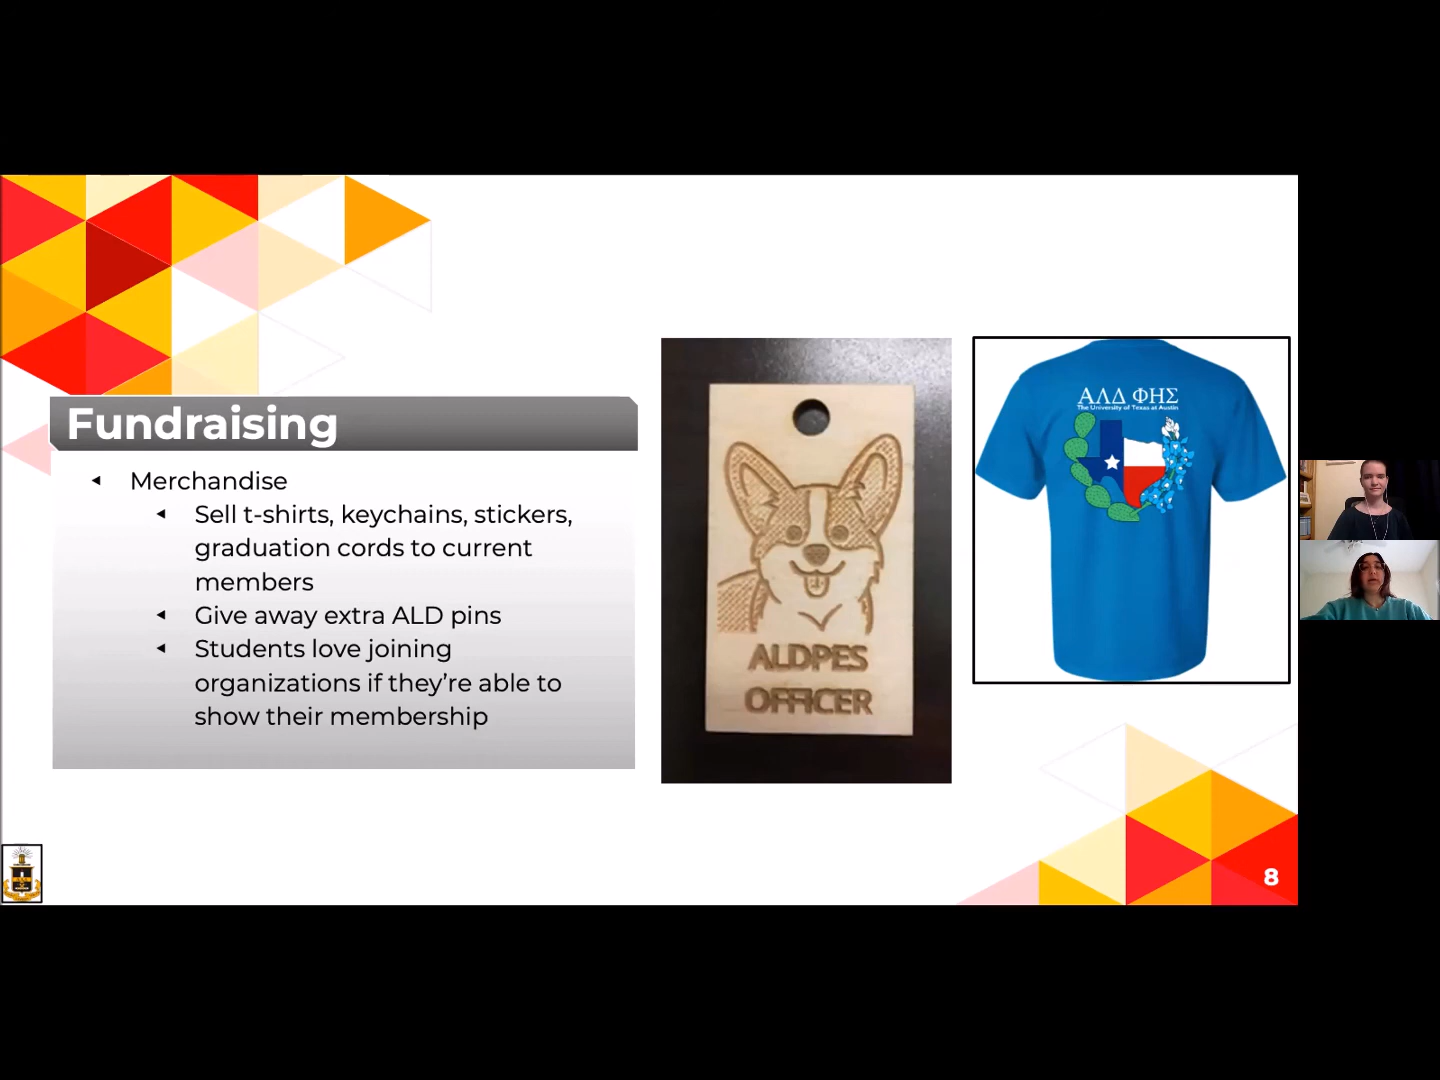 Fundraising
Merchandise
Sell t-shirts, keychains, stickers,
graduation cords to current
members
Give away extra ALD pins
Students love joining
organizations if they’re able to
show their membership
ALDPES
OFFICER
ΑΛΔ ΦΗΣ
The University of Texas at Austin
8